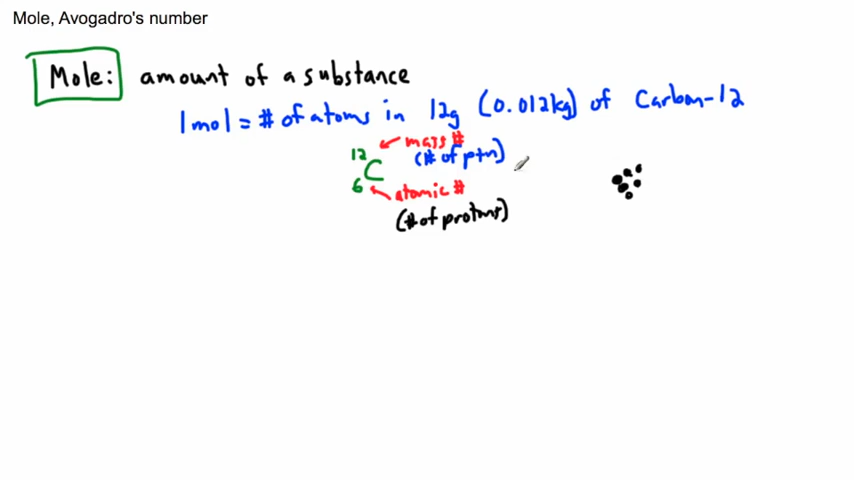 Mole, Avogadro's number
Mole: amount of a substance
1 mol = # of atoms in 12g (0.012kg) of Carbon-12
12 mass #
C (# of p+n)
6 atomic #
(# of protons)